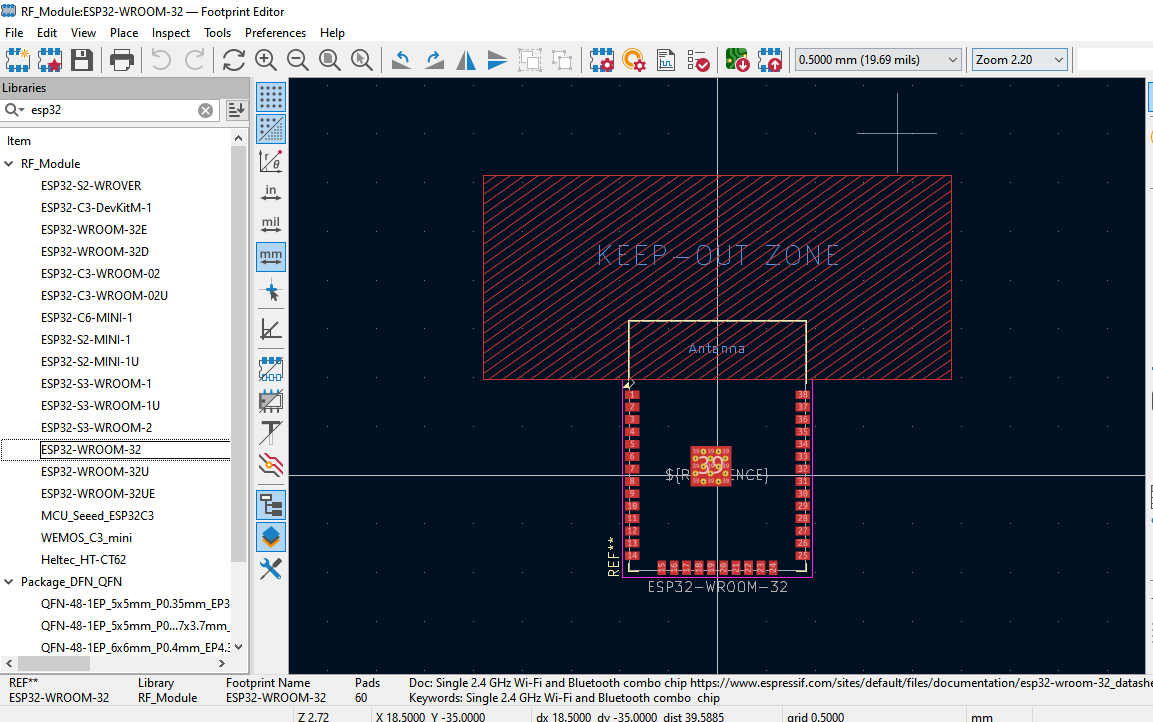 RF_Module:ESP32-WROOM-32 — Footprint Editor
File Edit View Place Inspect Tools Preferences Help
0.5000 mm (19.69 mils)
Zoom 2.20
Libraries
esp32
Item
RF_Module
ESP32-S2-WROVER
ESP32-C3-DevKitM-1
ESP32-WROOM-32E
ESP32-WROOM-32D
ESP32-C3-WROOM-02
ESP32-C3-WROOM-02U
ESP32-C6-MINI-1
ESP32-S2-MINI-1
ESP32-S2-MINI-1U
ESP32-S3-WROOM-1
ESP32-S3-WROOM-1U
ESP32-S3-WROOM-2
ESP32-WROOM-32
ESP32-WROOM-32U
ESP32-WROOM-32UE
MCU_Seeed_ESP32C3
WEMOS_C3_mini
Heltec_HT-CT62
Package_DFN_QFN
QFN-48-1EP_5x5mm_P0.35mm_EP3
QFN-48-1EP_5x5mm_P0...7x3.7mm_
QFN-48-1EP_6x6mm_P0.4mm_EP4.3
in
mil
mm
KEEP-OUT ZONE
Antenna
1 38
2 37
3 36
4 35
5 34
6 33
7 32
8 31
9 30
10 29
11 28
12 27
13 26
14 25
39
15 16 17 18 19 20 21 22 23 24
REF**
ESP32-WROOM-32
REF** Library Footprint Name Pads Doc: Single 2.4 GHz Wi-Fi and Bluetooth combo chip https://www.espressif.com/sites/default/files/documentation/esp32-wroom-32_datashe
ESP32-WROOM-32 RF_Module ESP32-WROOM-32 60 Keywords: Single 2.4 GHz Wi-Fi and Bluetooth combo chip
Z 2.72 X 18.5000 Y -35.0000 dx 18.5000 dy -35.0000 dist 39.5885 grid 0.5000 mm